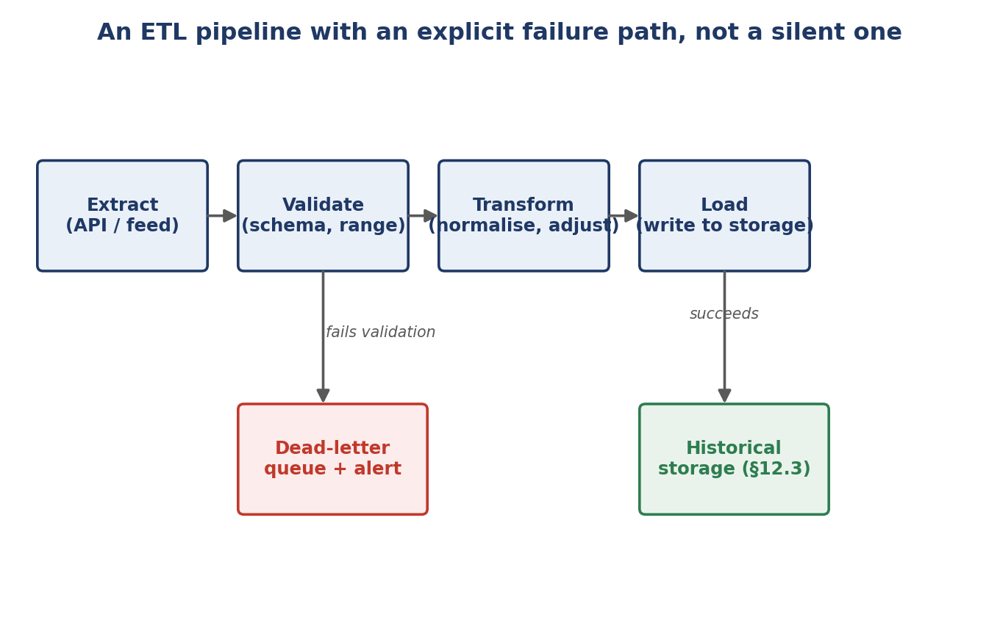 An ETL pipeline with an explicit failure path, not a silent one
Extract
(API / feed)
Validate
(schema, range)
Transform
(normalise, adjust)
Load
(write to storage)
fails validation
succeeds
Dead-letter
queue + alert
Historical
storage (§12.3)